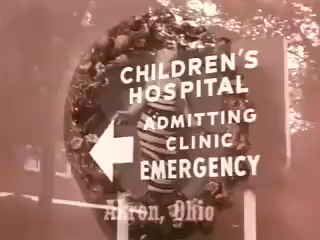 CHILDREN'S
HOSPITAL
ADMITTING
CLINIC
EMERGENCY
Akron, Ohio